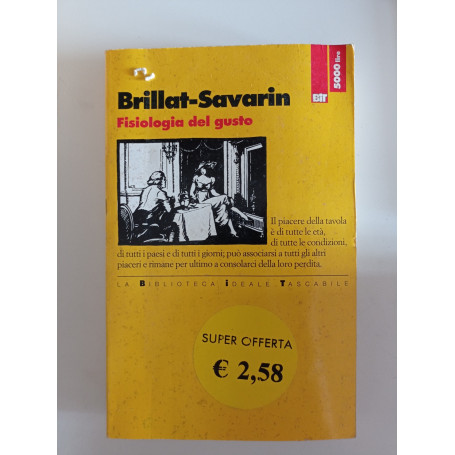 Brillat-Savarin
Fisiologia del gusto
BIT
5000 lire
Il piacere della tavola
è di tutte le età,
di tutte le condizioni,
di tutti i paesi e di tutti i giorni; può associarsi a tutti gli altri
piaceri e rimane per ultimo a consolarci della loro perdita.
LA BIBLIOTECA IDEALE TASCABILE
SUPER OFFERTA
€ 2,58